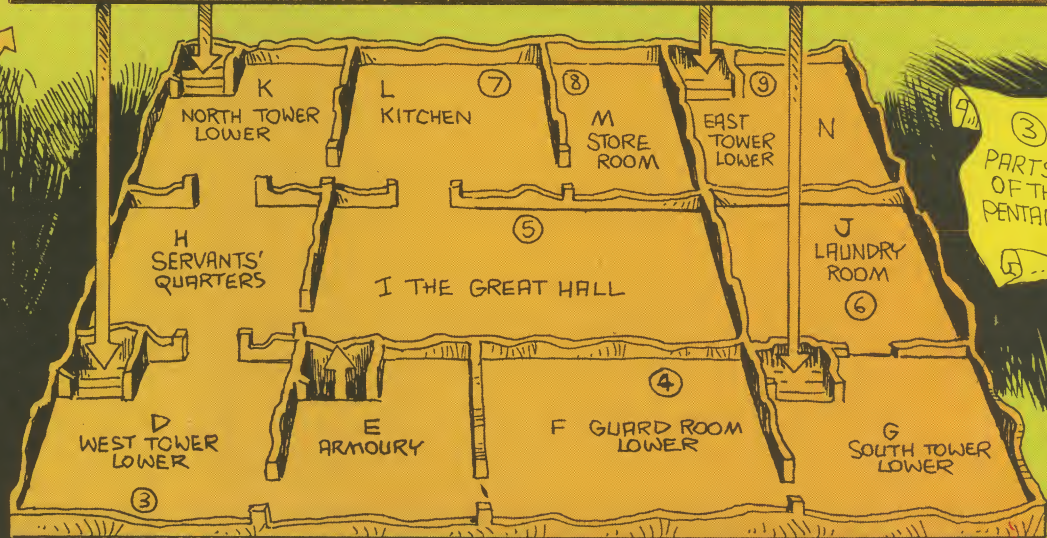 K
NORTH TOWER
LOWER
L
KITCHEN
7
8
M
STORE
ROOM
EAST
TOWER
LOWER
9
N
3
PARTS
OF TH
PENTA
H
SERVANTS'
QUARTERS
5
I THE GREAT HALL
J
LAUNDRY
ROOM
6
D
WEST TOWER
LOWER
3
E
ARMOURY
4
F GUARD ROOM
LOWER
G
SOUTH TOWER
LOWER